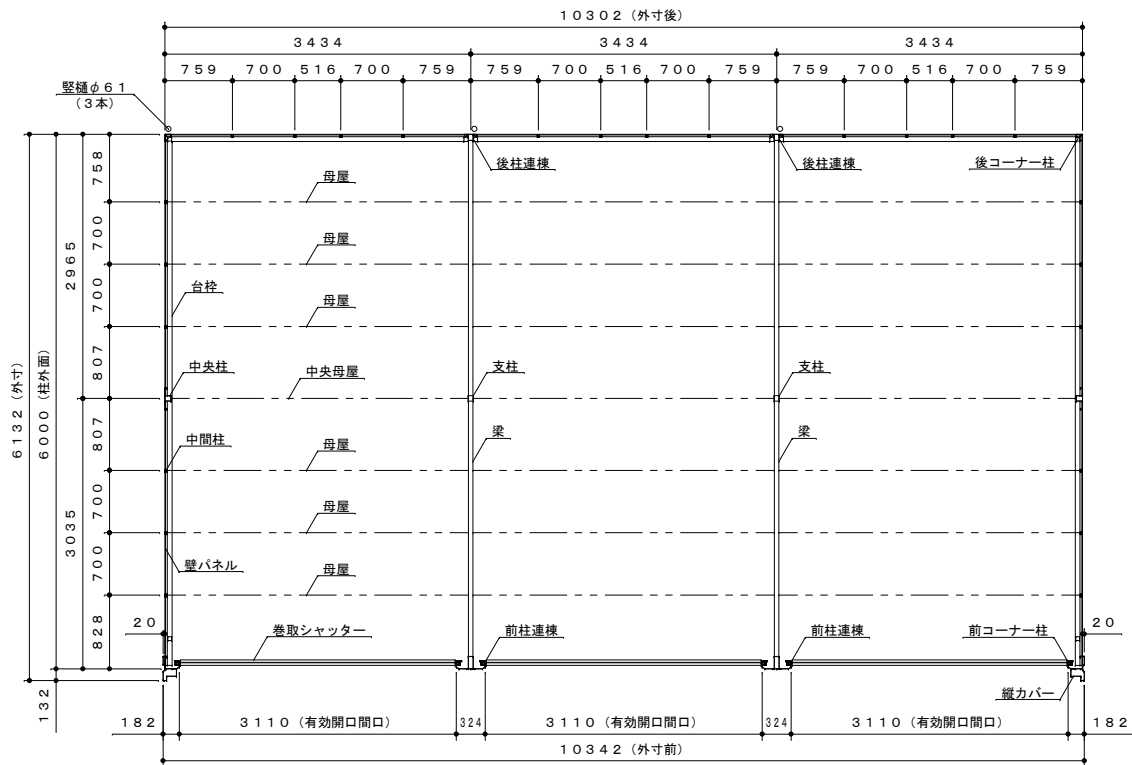 10302（外寸後）
3434 3434 3434
759 700 516 700 759 759 700 516 700 759 759 700 516 700 759
竪樋φ61
（3本）
後柱連棟 後柱連棟 後コーナー柱
母屋
母屋
母屋
台枠
中央柱 中央母屋 支柱 支柱
中間柱 母屋 梁 梁
母屋
壁パネル 母屋
巻取シャッター 前柱連棟 前柱連棟 前コーナー柱
縦カバー
6132（外寸）
6000（柱外面）
2965
3035
758
700
700
807
807
700
700
828
132
20 20
182 3110（有効開口間口） 324 3110（有効開口間口） 324 3110（有効開口間口） 182
10342（外寸前）